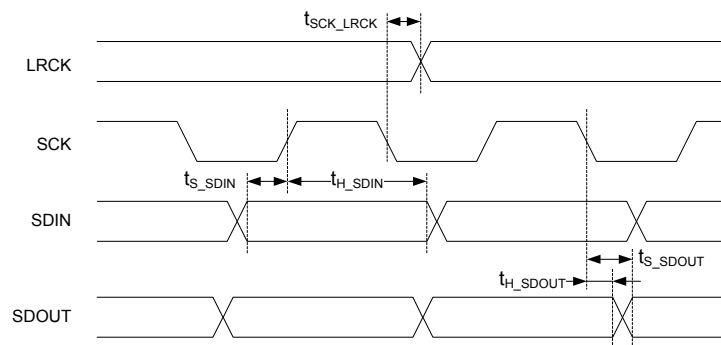 tSCK_LRCK
LRCK
SCK
tS_SDIN
tH_SDIN
SDIN
tS_SDOUT
tH_SDOUT
SDOUT